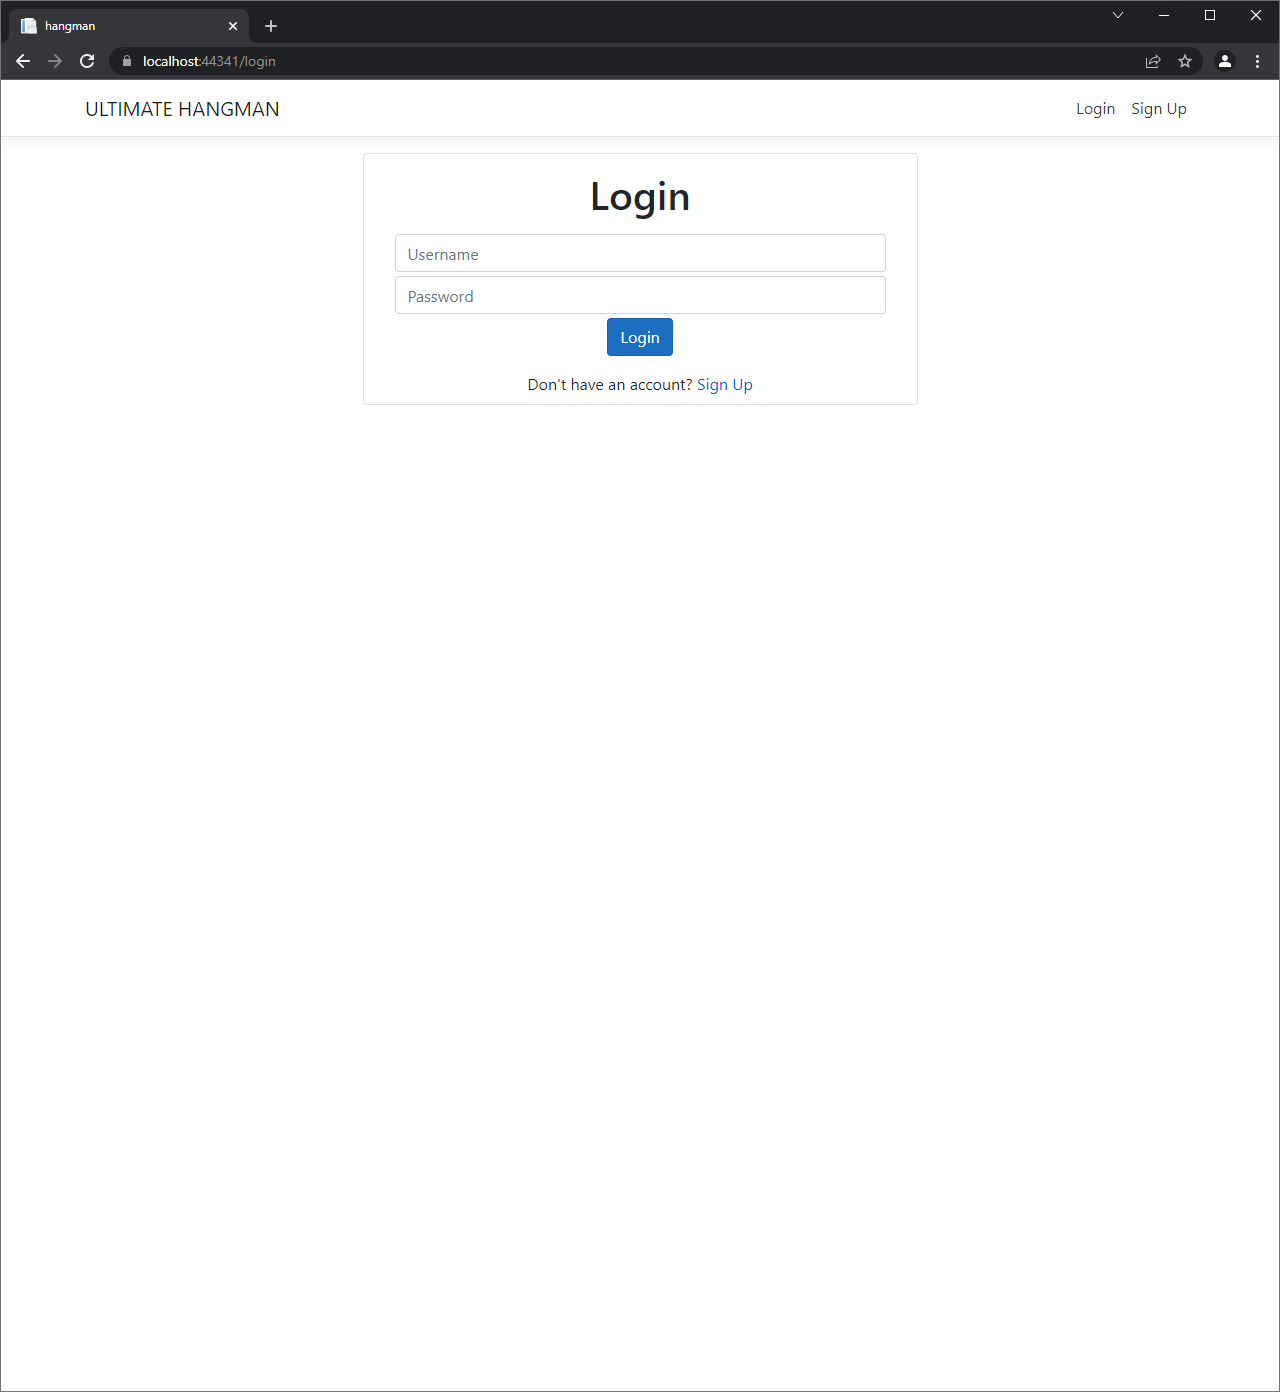 hangman
localhost:44341/login
ULTIMATE HANGMAN
Login
Sign Up
Login
Username
Password
Login
Don't have an account? Sign Up